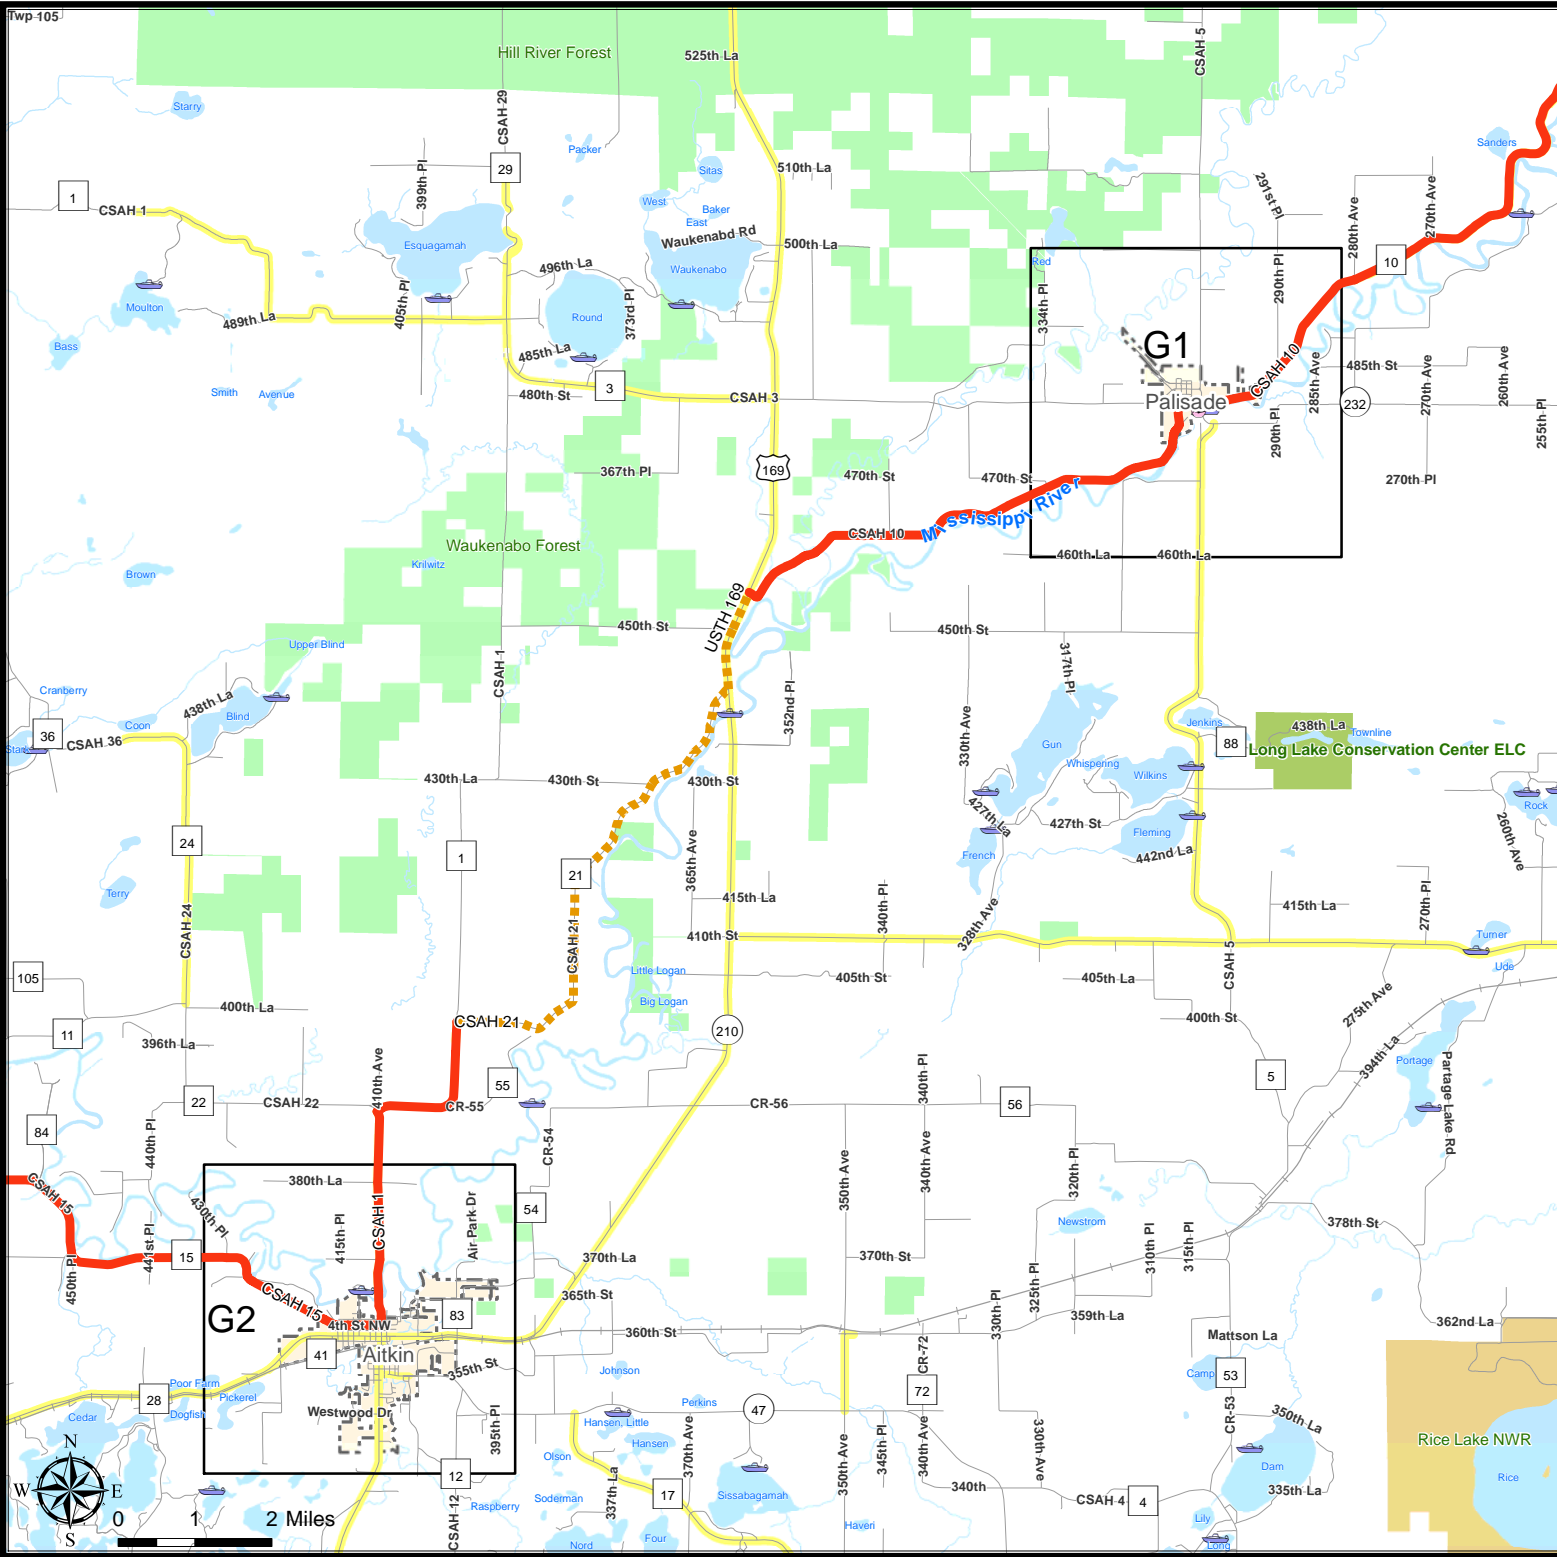 Twp 105
Hill River Forest
525th La
CSAH 5
Starry
CSAH 29
Packer
Sanders
29
399th Pl
Sitas
510th La
1
CSAH 1
West
Baker
East
291st Pl
280th Ave
270th Ave
Esquagamah
Waukenabd Rd
500th La
496th La
Waukenabo
Red
10
290th Pl
Moulton
405th Pl
489th La
Round
373rd Pl
334th Pl
G1
Bass
485th La
CSAH 10
285th Ave
485th St
270th Ave
260th Ave
Smith
Avenue
480th St
3
CSAH 3
Palisade
232
255th Pl
290th Pl
367th Pl
169
470th St
470th St
270th Pl
Mississippi River
CSAH 10
Waukenabo Forest
Krilwitz
460th La
460th La
Brown
USTH 169
450th St
450th St
Upper Blind
CSAH 1
317th Pl
Cranberry
438th La
Blind
Coon
352nd Pl
330th Ave
36
CSAH 36
Gun
Jenkins
88
438th La
Townline
Long Lake Conservation Center ELC
Whispering
Wilkins
430th La
430th St
430th St
427th La
427th St
Fleming
442nd La
Rock
260th Ave
24
1
21
365th Ave
French
Terry
415th La
340th Pl
328th Ave
415th La
270th Pl
CSAH 24
CSAH 21
410th St
CSAH 5
Turner
Ude
105
Little Logan
405th St
405th La
Big Logan
400th La
275th Ave
CSAH 21
210
400th St
11
396th La
394th La
Portage
Partage Lake Rd
410th Ave
55
340th Pl
5
22
CSAH 22
CR-55
CR-56
56
84
440th Pl
CR-54
350th Ave
340th Ave
320th Pl
CSAH 15
380th La
430th Pl
CSAH 1
Air Park Dr
54
Newstrom
378th St
450th Pl
441st Pl
15
415th Pl
370th La
370th St
310th Pl
315th Pl
CSAH 15
365th St
325th Pl
G2
83
330th Pl
359th La
4th St NW
360th St
362nd La
41
Aitkin
355th St
CR-72
Mattson La
Poor Farm
Johnson
Camp
53
28
Pickerel
72
Perkins
Cedar
Dogfish
Westwood Dr
395th Pl
Hansen, Little
47
CR-53
350th La
Hansen
370th Ave
350th Ave
345th Pl
340th Ave
330th Ave
Rice Lake NWR
N
W
E
S
Olson
12
Dam
Rice
337th La
17
Sissabagamah
340th
335th La
Raspberry
Soderman
CSAH 4
4
0 1 2 Miles
CSAH 12
Haveri
Lily
Nord
Four
Long